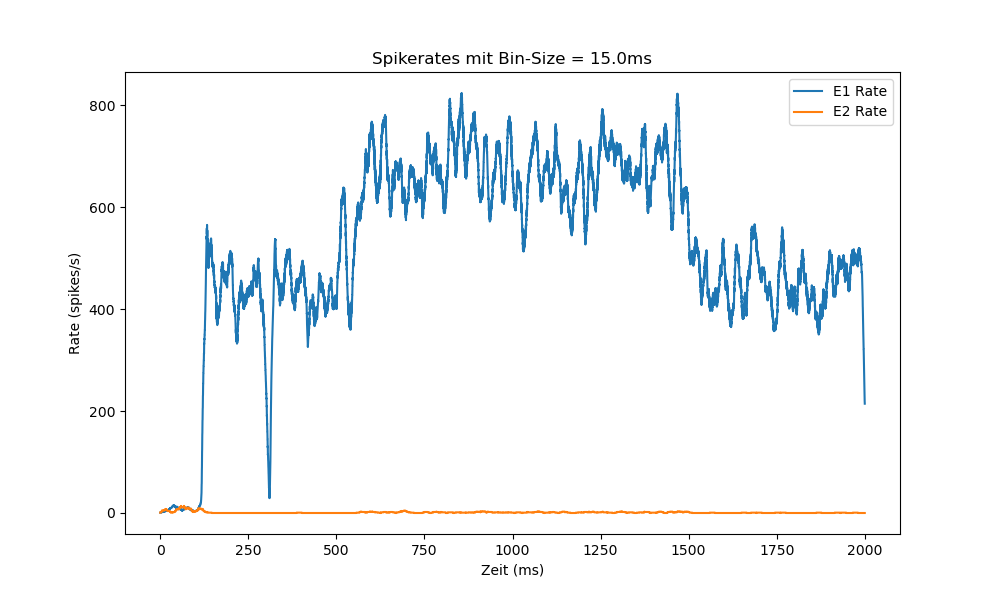 Spikerates mit Bin-Size = 15.0ms
E1 Rate
E2 Rate
Rate (spikes/s)
800
600
400
200
0
0 250 500 750 1000 1250 1500 1750 2000
Zeit (ms)